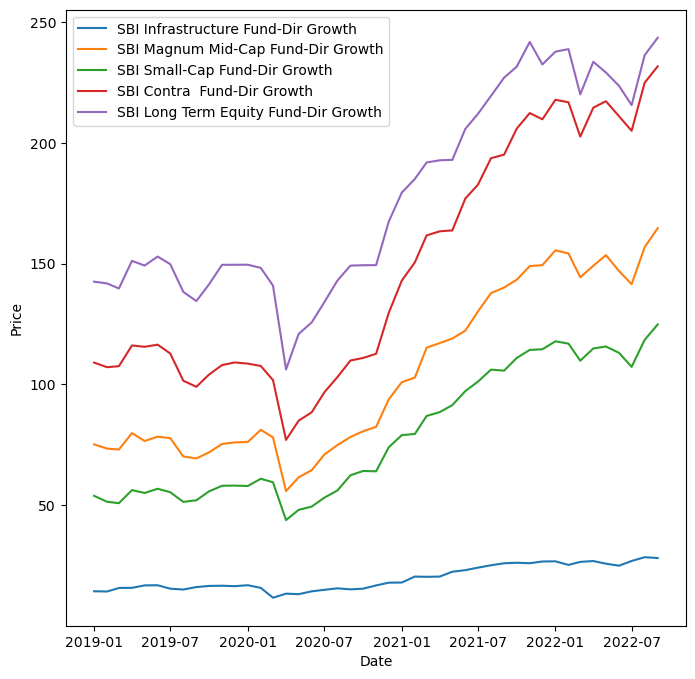 250
200
150
100
50
Price
SBI Infrastructure Fund-Dir Growth
SBI Magnum Mid-Cap Fund-Dir Growth
SBI Small-Cap Fund-Dir Growth
SBI Contra  Fund-Dir Growth
SBI Long Term Equity Fund-Dir Growth
2019-01 2019-07 2020-01 2020-07 2021-01 2021-07 2022-01 2022-07
Date